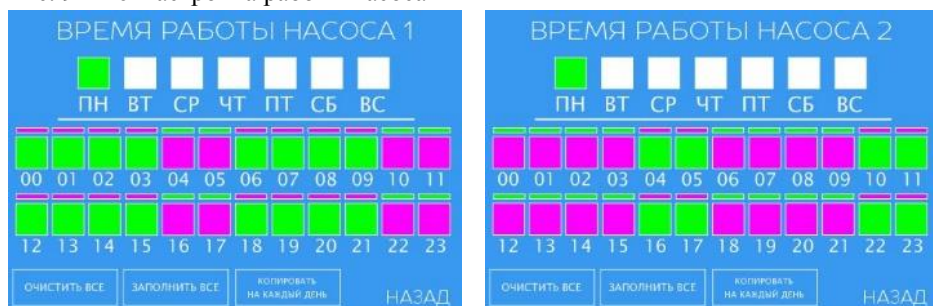 ВРЕМЯ РАБОТЫ НАСОСА 1
ПН ВТ СР ЧТ ПТ СБ ВС
00 01 02 03 04 05 06 07 08 09 10 11
12 13 14 15 16 17 18 19 20 21 22 23
ОЧИСТИТЬ ВСЕ
ЗАПОЛНИТЬ ВСЕ
КОПИРОВАТЬ
НА КАЖДЫЙ ДЕНЬ
НАЗАД
ВРЕМЯ РАБОТЫ НАСОСА 2
ПН ВТ СР ЧТ ПТ СБ ВС
00 01 02 03 04 05 06 07 08 09 10 11
12 13 14 15 16 17 18 19 20 21 22 23
ОЧИСТИТЬ ВСЕ
ЗАПОЛНИТЬ ВСЕ
КОПИРОВАТЬ
НА КАЖДЫЙ ДЕНЬ
НАЗАД